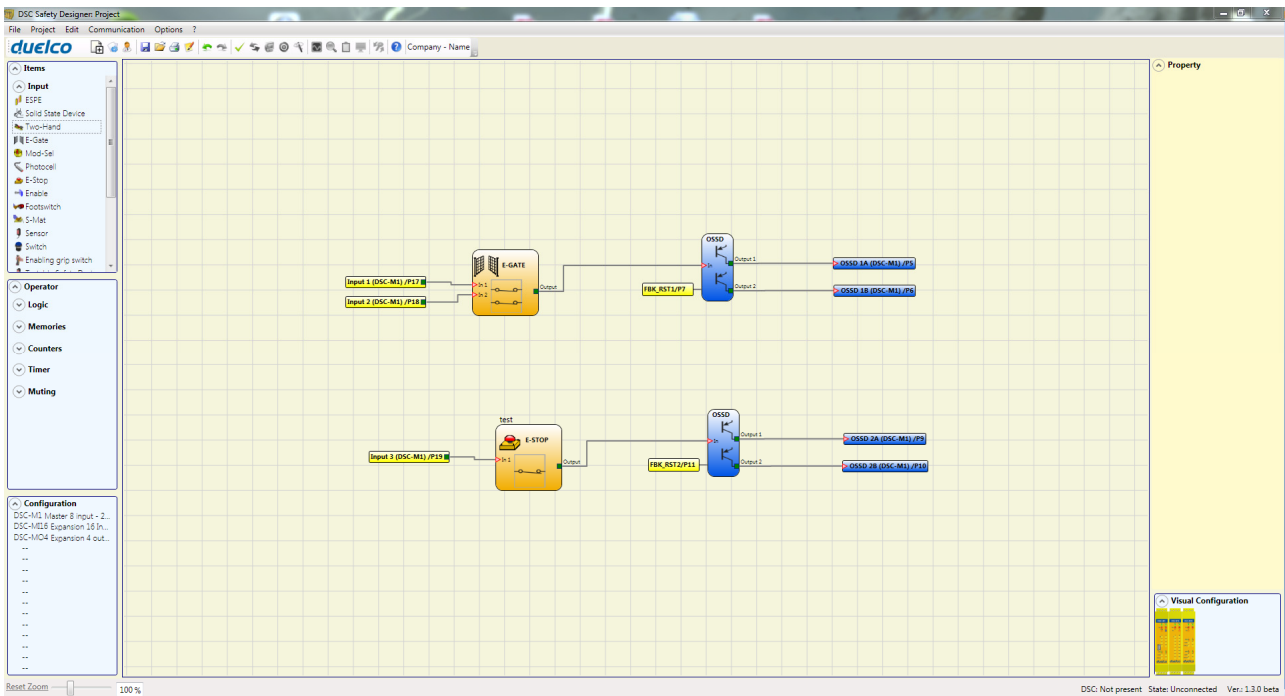 DSC Safety Designer: Project
File Project Edit Communication Options ?
duelco
Company - Name
Items
Input
ESPE
Solid State Device
Two-Hand
E-Gate
Mod-Sel
Photocell
E-Stop
Enable
Footswitch
S-Mat
Sensor
Switch
Enabling grip switch
Operator
Logic
Memories
Counters
Timer
Muting
Configuration
DSC-M1 Master 8 input - 2...
DSC-MI16 Expansion 16 In...
DSC-MO4 Expansion 4 out...
--
--
--
--
--
--
--
--
--
--
--
--
Reset Zoom
100 %
Input 1 (DSC-M1) /P17
Input 2 (DSC-M1) /P18
E-GATE
In 1
In 2
Output
OSSD
In
Output 1
Output 2
FBK_RST1/P7
OSSD 1A (DSC-M1) /P5
OSSD 1B (DSC-M1) /P6
test
Input 3 (DSC-M1) /P19
E-STOP
In 1
Output
OSSD
In
Output 1
Output 2
FBK_RST2/P11
OSSD 2A (DSC-M1) /P9
OSSD 2B (DSC-M1) /P10
Property
Visual Configuration
DSC: Not present State: Unconnected Ver.: 1.3.0 beta